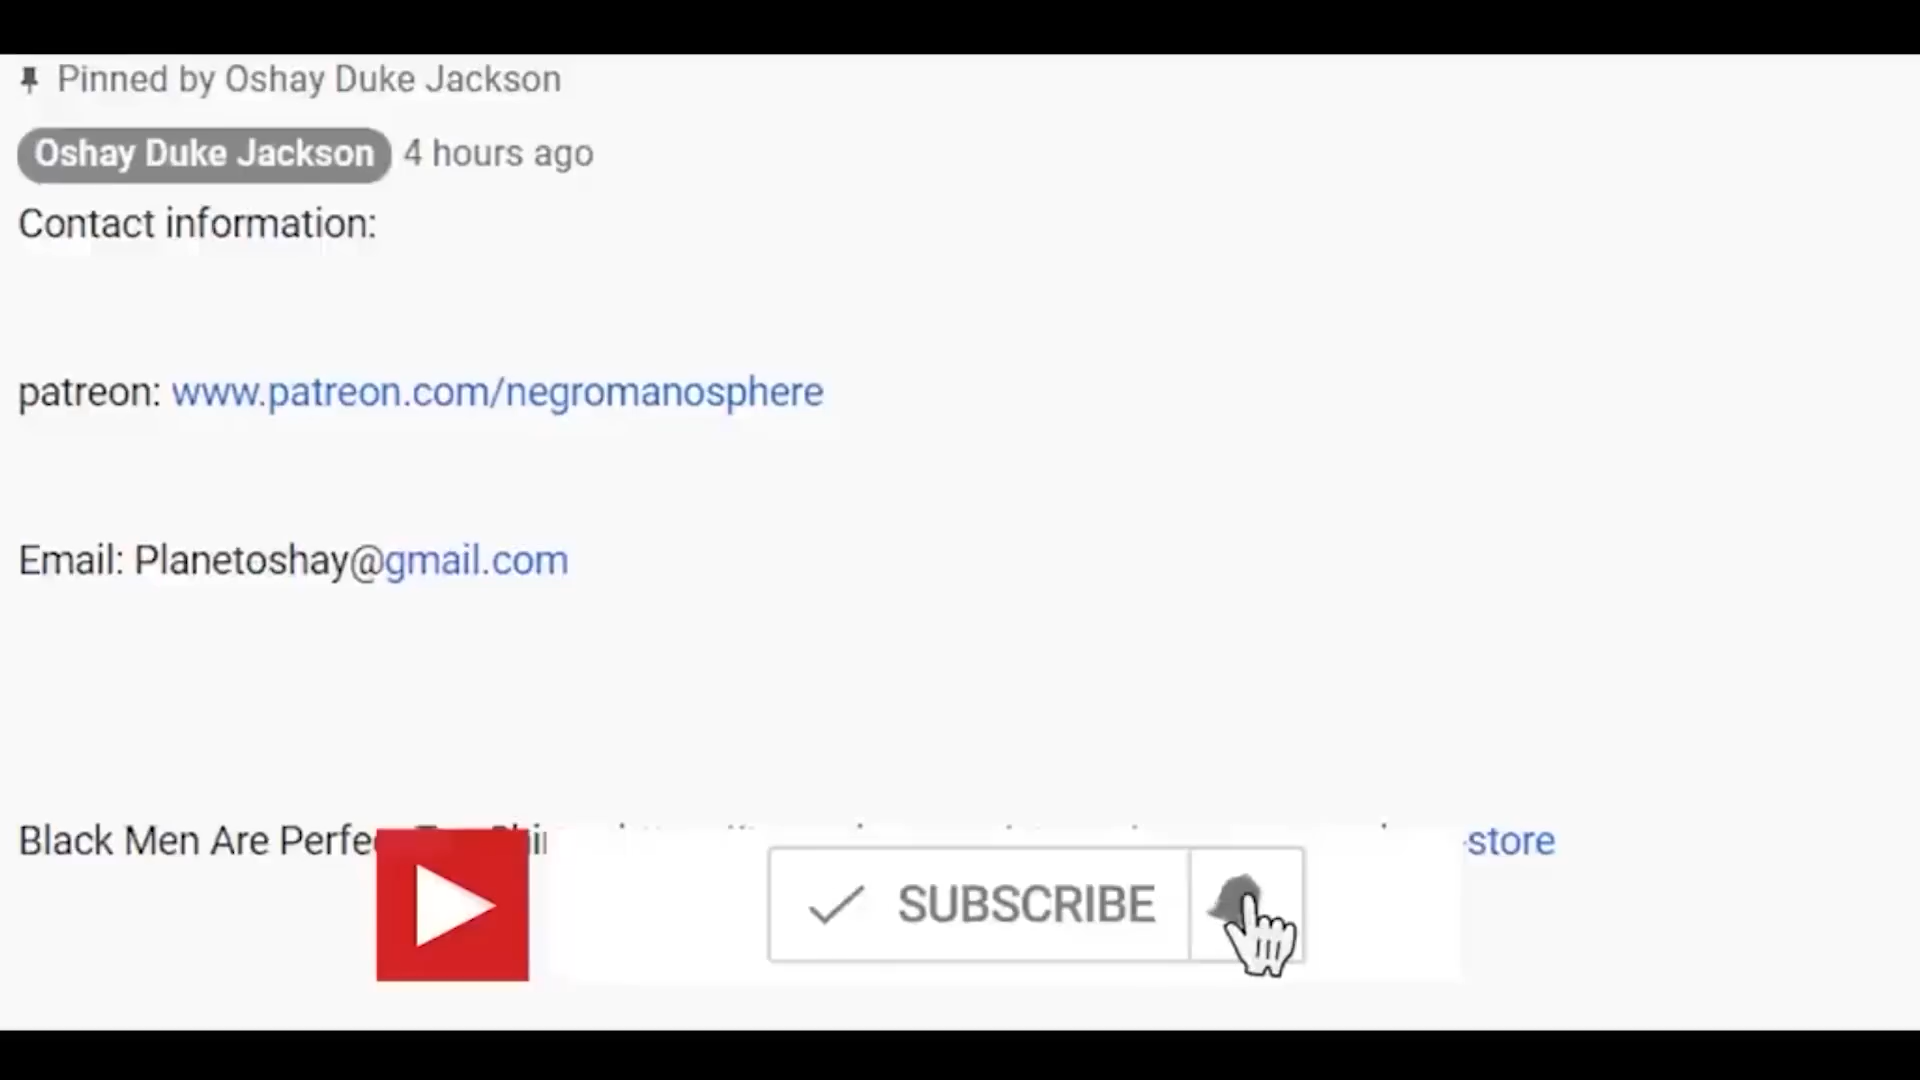 Pinned by Oshay Duke Jackson
Oshay Duke Jackson 4 hours ago
Contact information:
patreon: www.patreon.com/negromanosphere
Email: Planetoshay@gmail.com
Black Men Are -store
SUBSCRIBE